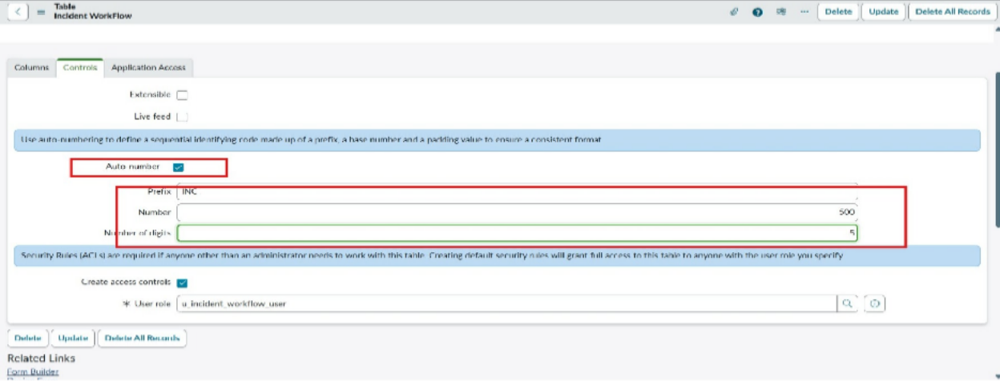 Table
Incident WorkFlow
Delete Update Delete All Records
Columns Controls Application Access
Extensible
Live feed
Use auto-numbering to define a sequential identifying code made up of a prefix, a base number and a padding value to ensure a consistent format
Auto number
Prefix INC
Number 500
Number of digits 5
Security Rules (ACLs) are required if anyone other than an administrator needs to work with this table. Creating default security rules will grant full access to this table to anyone with the user role you specify
Create access controls
* User role u_incident_workflow_user
Delete Update Delete All Records
Related Links
Form Builder